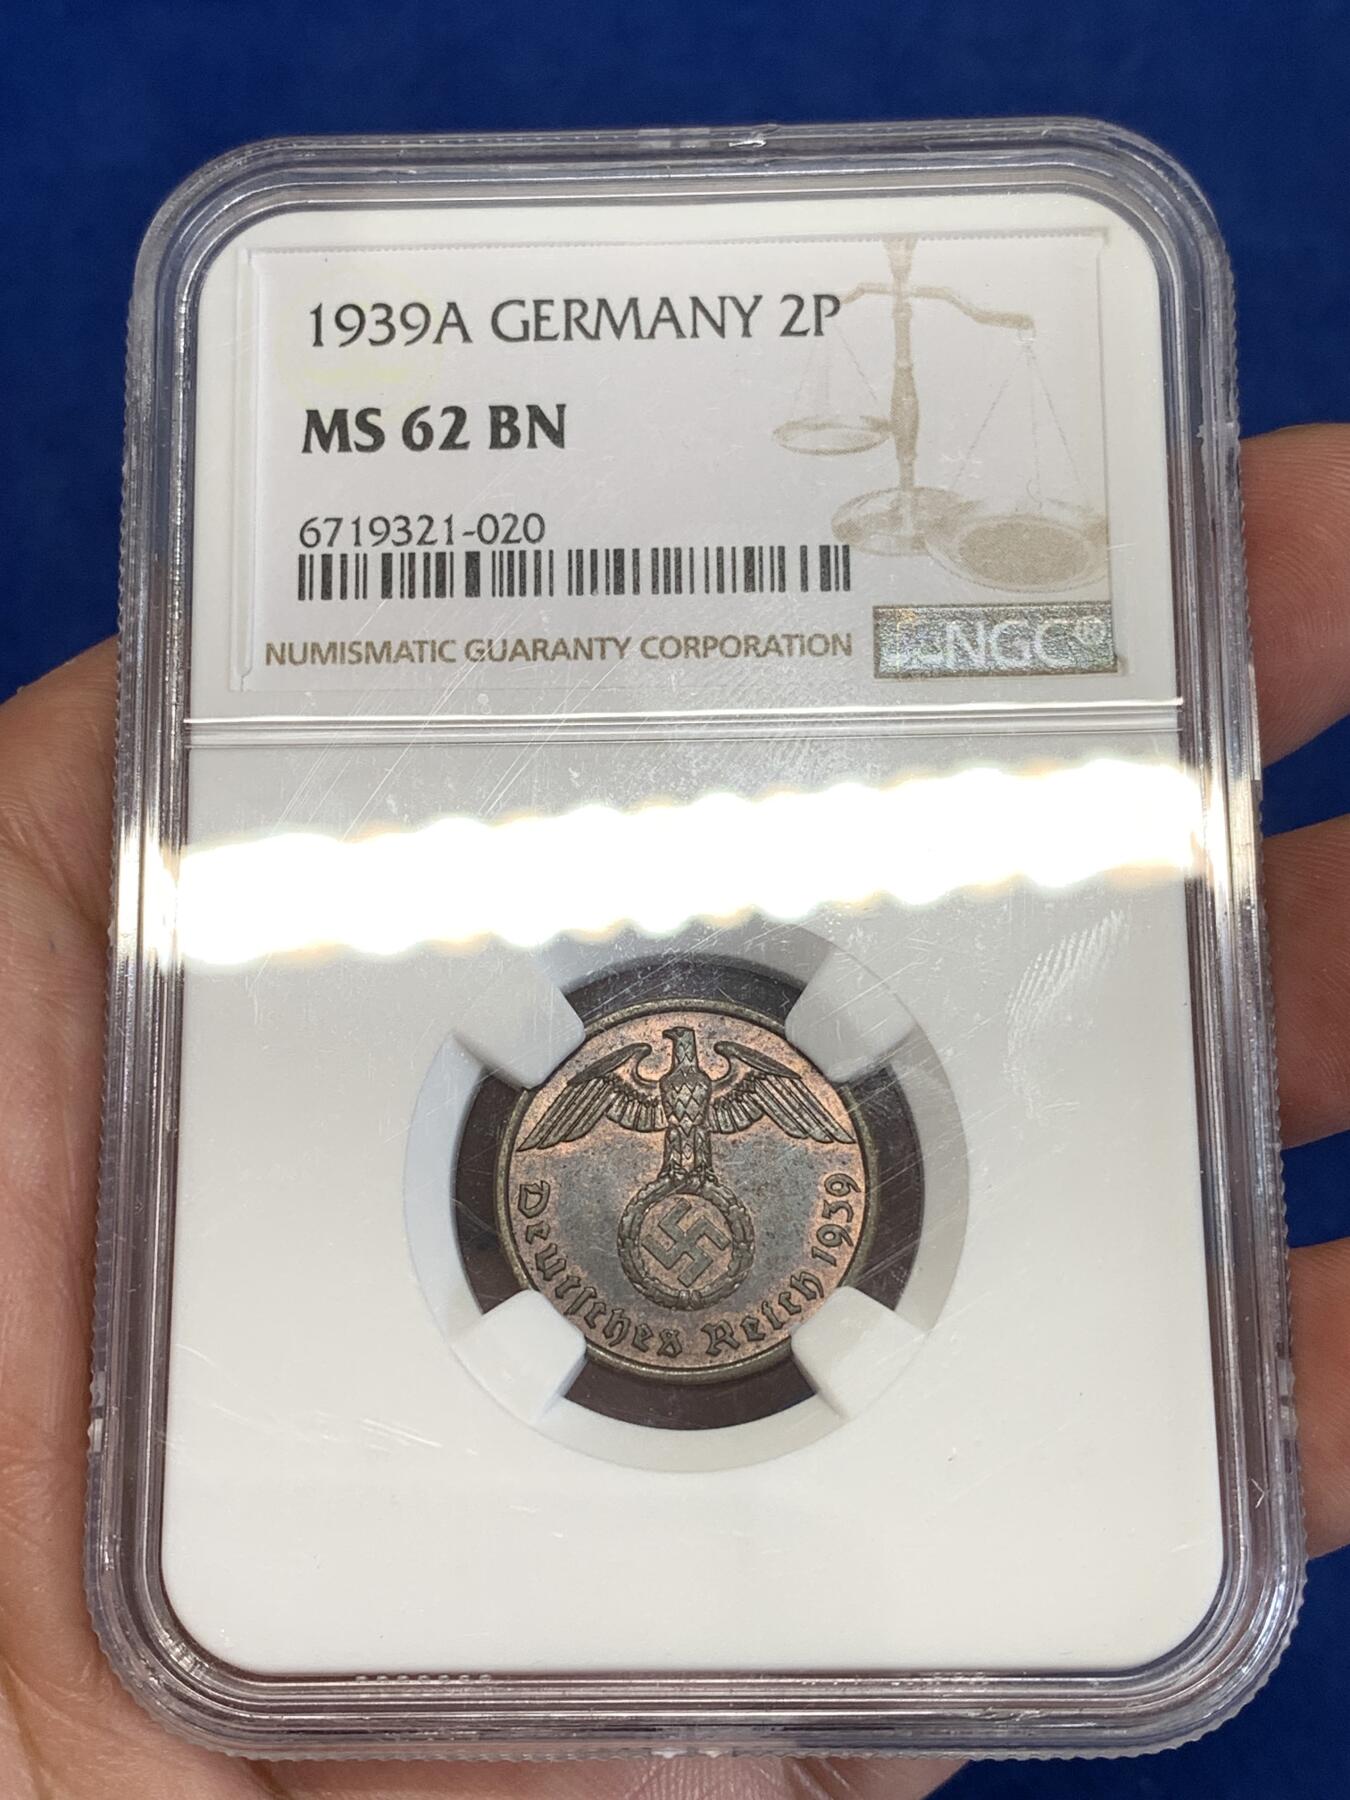 1939A GERMANY 2P
MS 62 BN
6719321-020
NUMISMATIC GUARANTY CORPORATION
NGC®
Deutsches Reich 1939